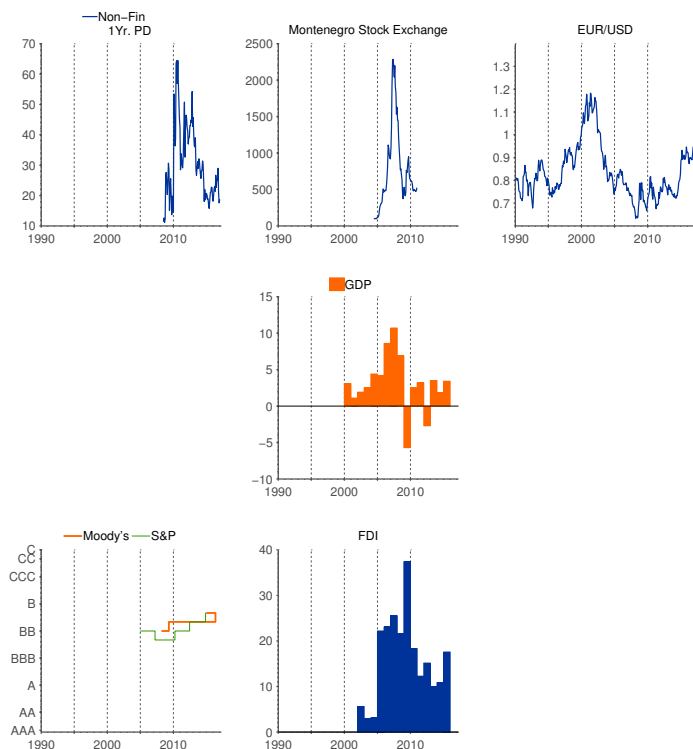 Non−Fin
1Yr. PD
70
60
50
40
30
20
10
1990 2000 2010
Montenegro Stock Exchange
2500
2000
1500
1000
500
0
1990 2000 2010
EUR/USD
1.3
1.2
1.1
1
0.9
0.8
0.7
1990 2000 2010
GDP
15
10
5
0
−5
−10
1990 2000 2010
Moody's S&P
C
CC
CCC
B
BB
BBB
A
AA
AAA
1990 2000 2010
FDI
40
30
20
10
0
1990 2000 2010